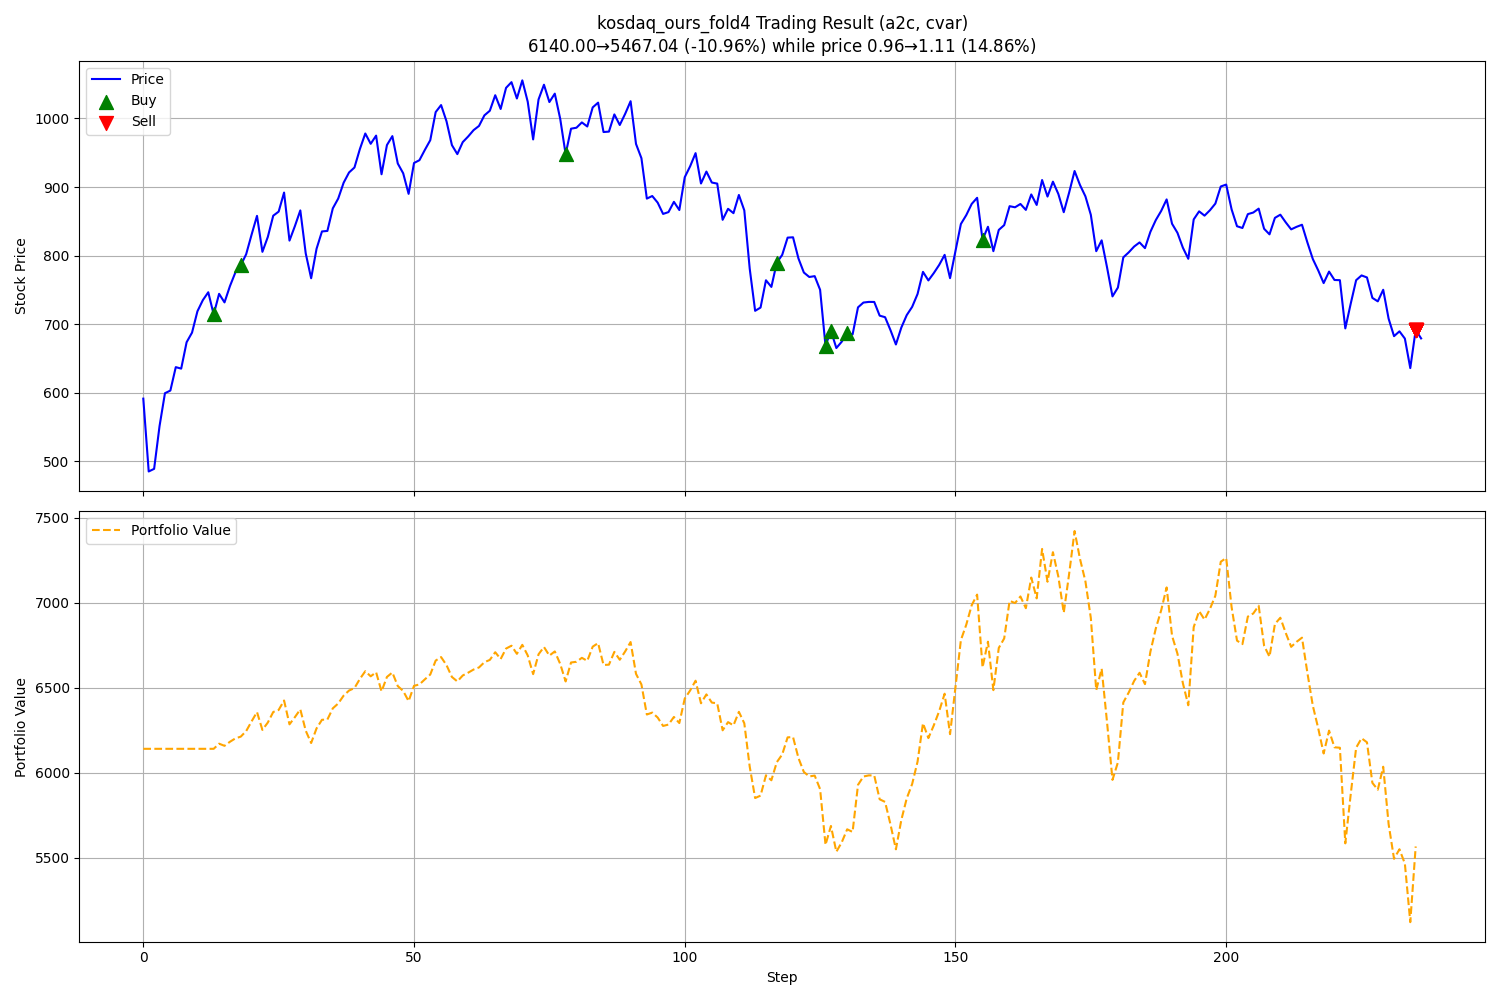 kosdaq_ours_fold4 Trading Result (a2c, cvar)
6140.00→5467.04 (-10.96%) while price 0.96→1.11 (14.86%)
Price
Buy
Sell
Stock Price
1000
900
800
700
600
500
Portfolio Value
Portfolio Value
7500
7000
6500
6000
5500
0
50
100
150
200
Step